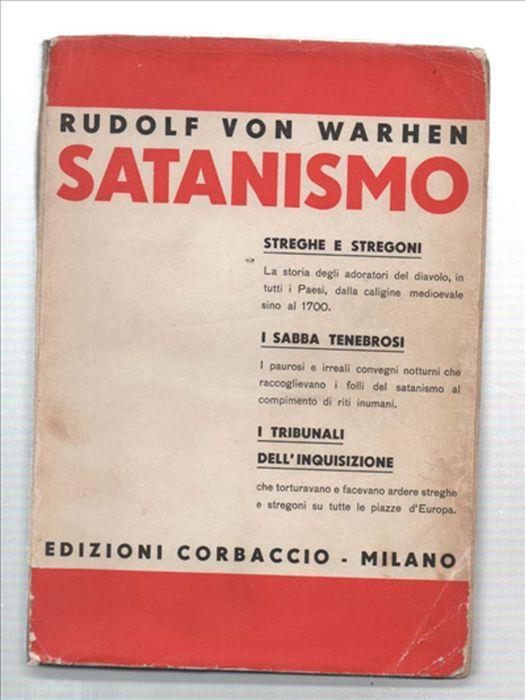 RUDOLF VON WARHEN
SATANISMO
STREGHE E STREGONI
La storia degli adoratori del diavolo, in
tutti i Paesi, dalla caligine medioevale
sino al 1700.
I SABBA TENEBROSI
I paurosi e irreali convegni notturni che
raccoglievano i folli del satanismo al
compimento di riti inumani.
I TRIBUNALI
DELL'INQUISIZIONE
che torturavano e facevano ardere streghe
e stregoni su tutte le piazze d'Europa.
EDIZIONI CORBACCIO - MILANO